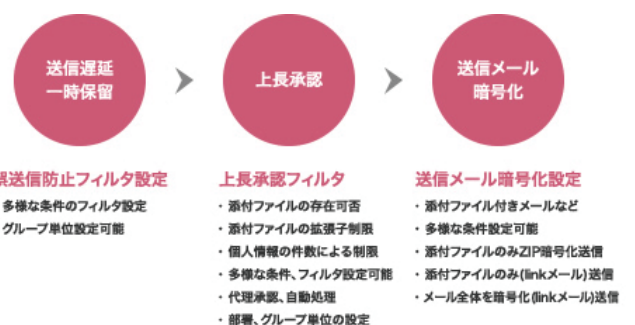 送信遅延
一時保留
上長承認
送信メール
暗号化
誤送信防止フィルタ設定
多様な条件のフィルタ設定
グループ単位設定可能
上長承認フィルタ
・添付ファイルの存在可否
・添付ファイルの拡張子制限
・個人情報の件数による制限
・多様な条件、フィルタ設定可能
・代理承認、自動処理
・部署、グループ単位の設定
送信メール暗号化設定
・添付ファイル付きメールなど
・多様な条件設定可能
・添付ファイルのみZIP暗号化送信
・添付ファイルのみ(linkメール)送信
・メール全体を暗号化(linkメール)送信